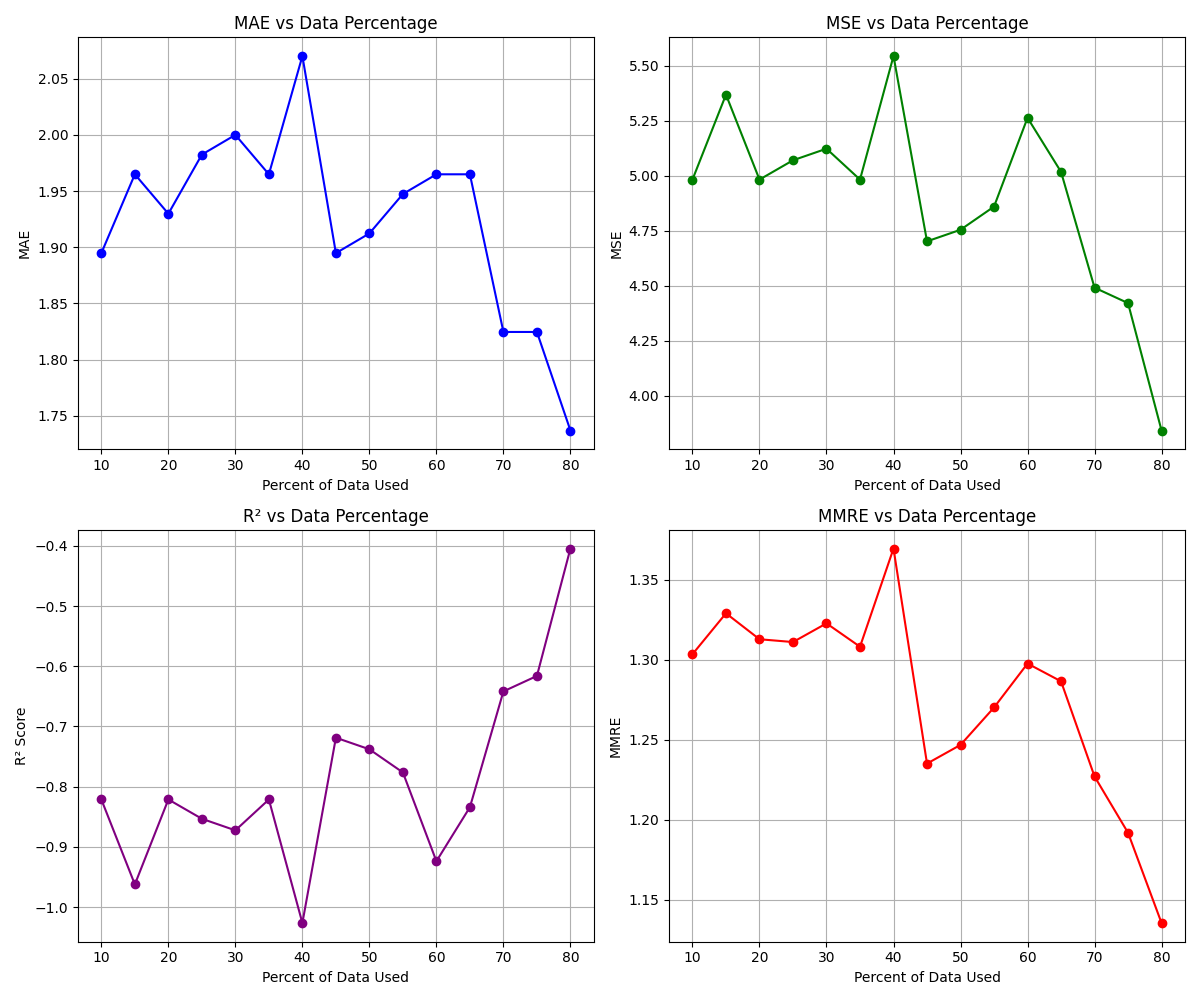 MAE vs Data Percentage
2.05
2.00
1.95
1.90
1.85
1.80
1.75
MAE
10 20 30 40 50 60 70 80
Percent of Data Used
MSE vs Data Percentage
5.50
5.25
5.00
4.75
4.50
4.25
4.00
MSE
10 20 30 40 50 60 70 80
Percent of Data Used
R² vs Data Percentage
−0.4
−0.5
−0.6
−0.7
−0.8
−0.9
−1.0
R² Score
10 20 30 40 50 60 70 80
Percent of Data Used
MMRE vs Data Percentage
1.35
1.30
1.25
1.20
1.15
MMRE
10 20 30 40 50 60 70 80
Percent of Data Used